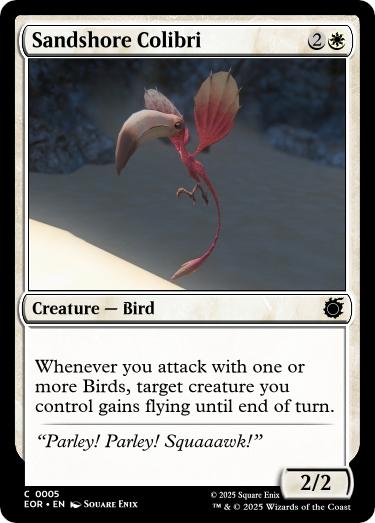 Sandshore Colibri 2
Creature — Bird
Whenever you attack with one or
more Birds, target creature you
control gains flying until end of turn.
“Parley! Parley! Squaaawk!”
2/2
C 0005
EOR • EN Square Enix
© 2025 Square Enix
™ & © 2025 Wizards of the Coast